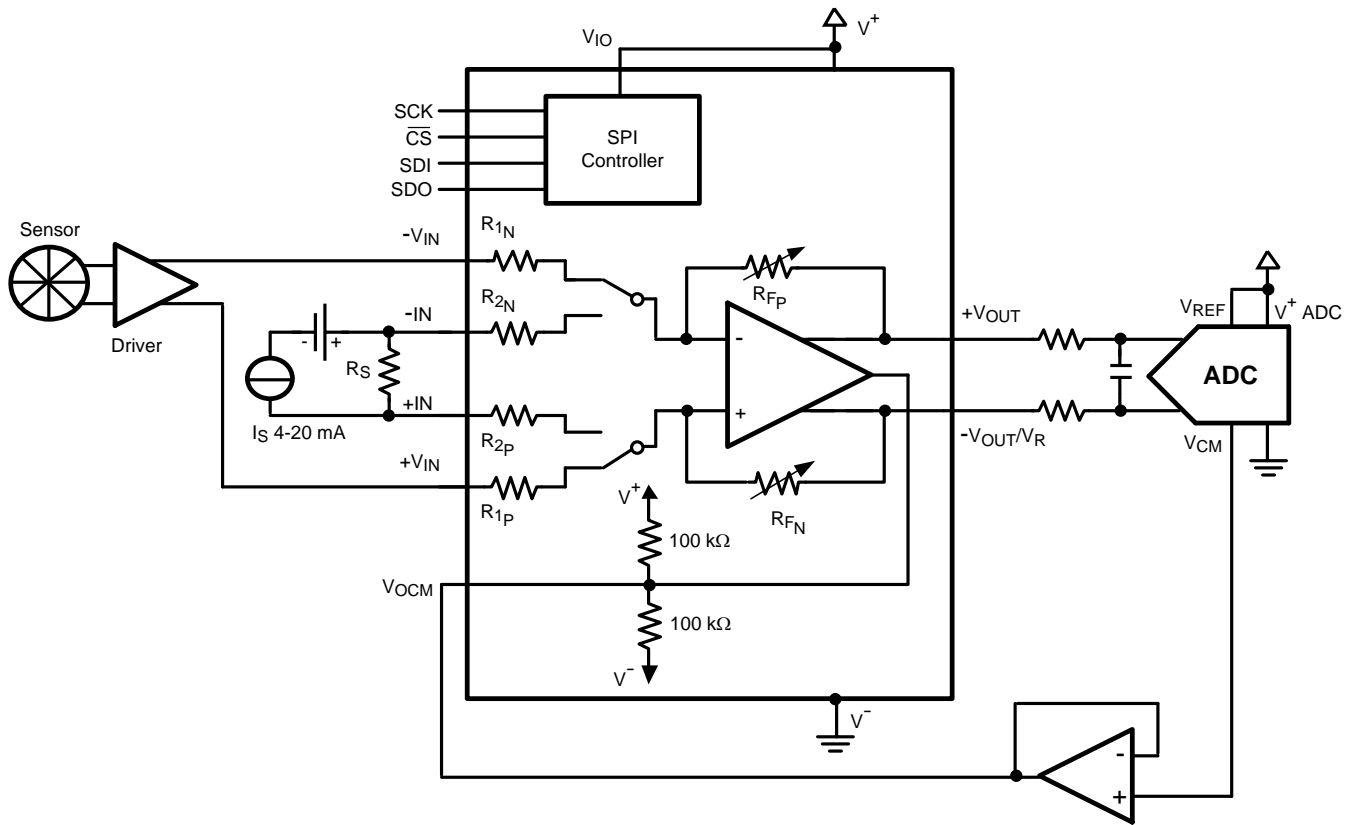 V+
VIO
SCK
CS
SDI
SDO
SPI
Controller
Sensor
Driver
-VIN
R1N
R2N
-IN
- +
RS
+IN
IS 4-20 mA
R2P
+VIN
R1P
RFP
-
+
RFN
+VOUT
-VOUT/VR
VREF
V+ ADC
ADC
VCM
V+
100 kΩ
VOCM
100 kΩ
V-
V-
-
+